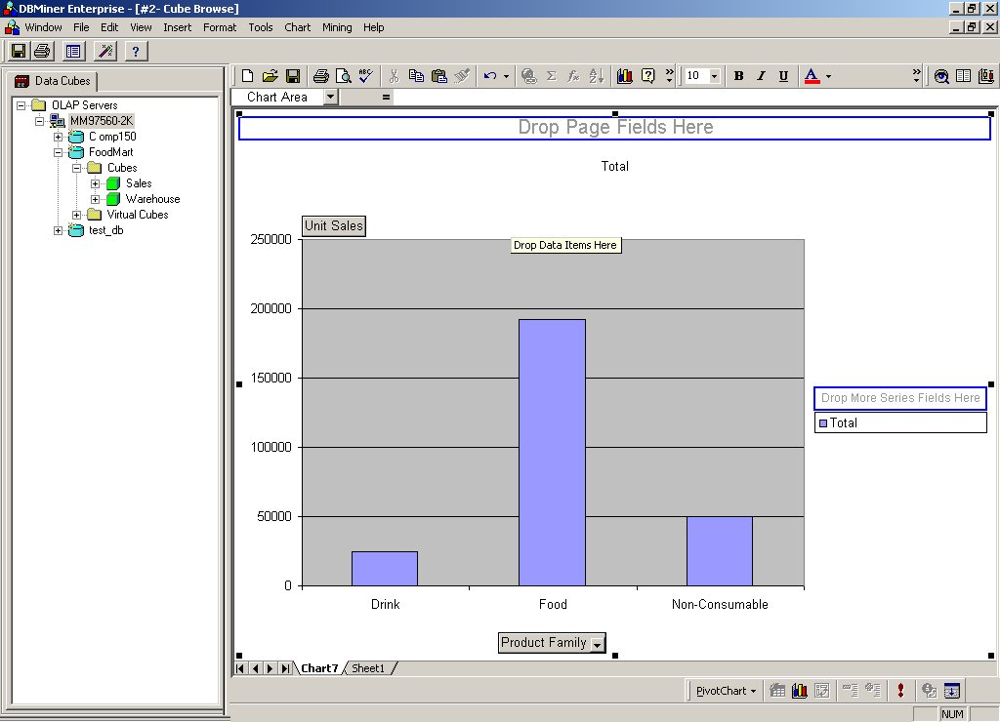 DBMiner Enterprise - [#2- Cube Browse]
Window File Edit View Insert Format Tools Chart Mining Help
?
Data Cubes
OLAP Servers
MM97560-2K
C omp150
FoodMart
Cubes
Sales
Warehouse
Virtual Cubes
test_db
ABC Σ fx ? » 10 B I U A »
Chart Area =
Drop Page Fields Here
Total
Unit Sales
Drop Data Items Here
250000
200000
150000
100000
50000
0
Drink Food Non-Consumable
Drop More Series Fields Here
Total
Product Family
Chart7 Sheet1
PivotChart !
NUM